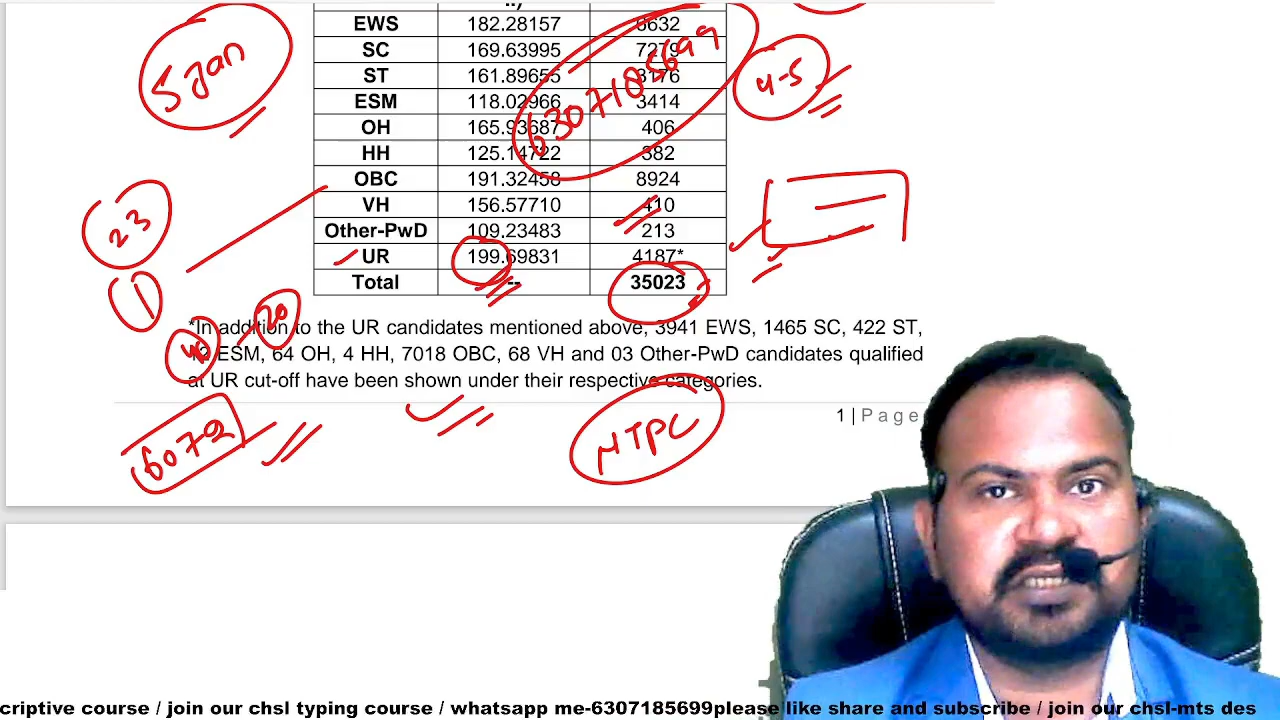 EWS 182.28157 6632
SC 169.63995 7279
ST 161.89655 3176
ESM 118.02966 3414
OH 165.93687 406
HH 125.14722 382
OBC 191.32458 8924
VH 156.57710 410
Other-PwD 109.23483 213
UR 199.69831 4187*
Total -- 35023
*In addition to the UR candidates mentioned above, 3941 EWS, 1465 SC, 422 ST,
ESM, 64 OH, 4 HH, 7018 OBC, 68 VH and 03 Other-PwD candidates qualified
at UR cut-off have been shown under their respective categories.
1 | Page
5 Jan
6307185699
4-5
23
1
40 - 20
6072
NTPC
criptive course / join our chsl typing course / whatsapp me-6307185699please like share and subscribe / join our chsl-mts des